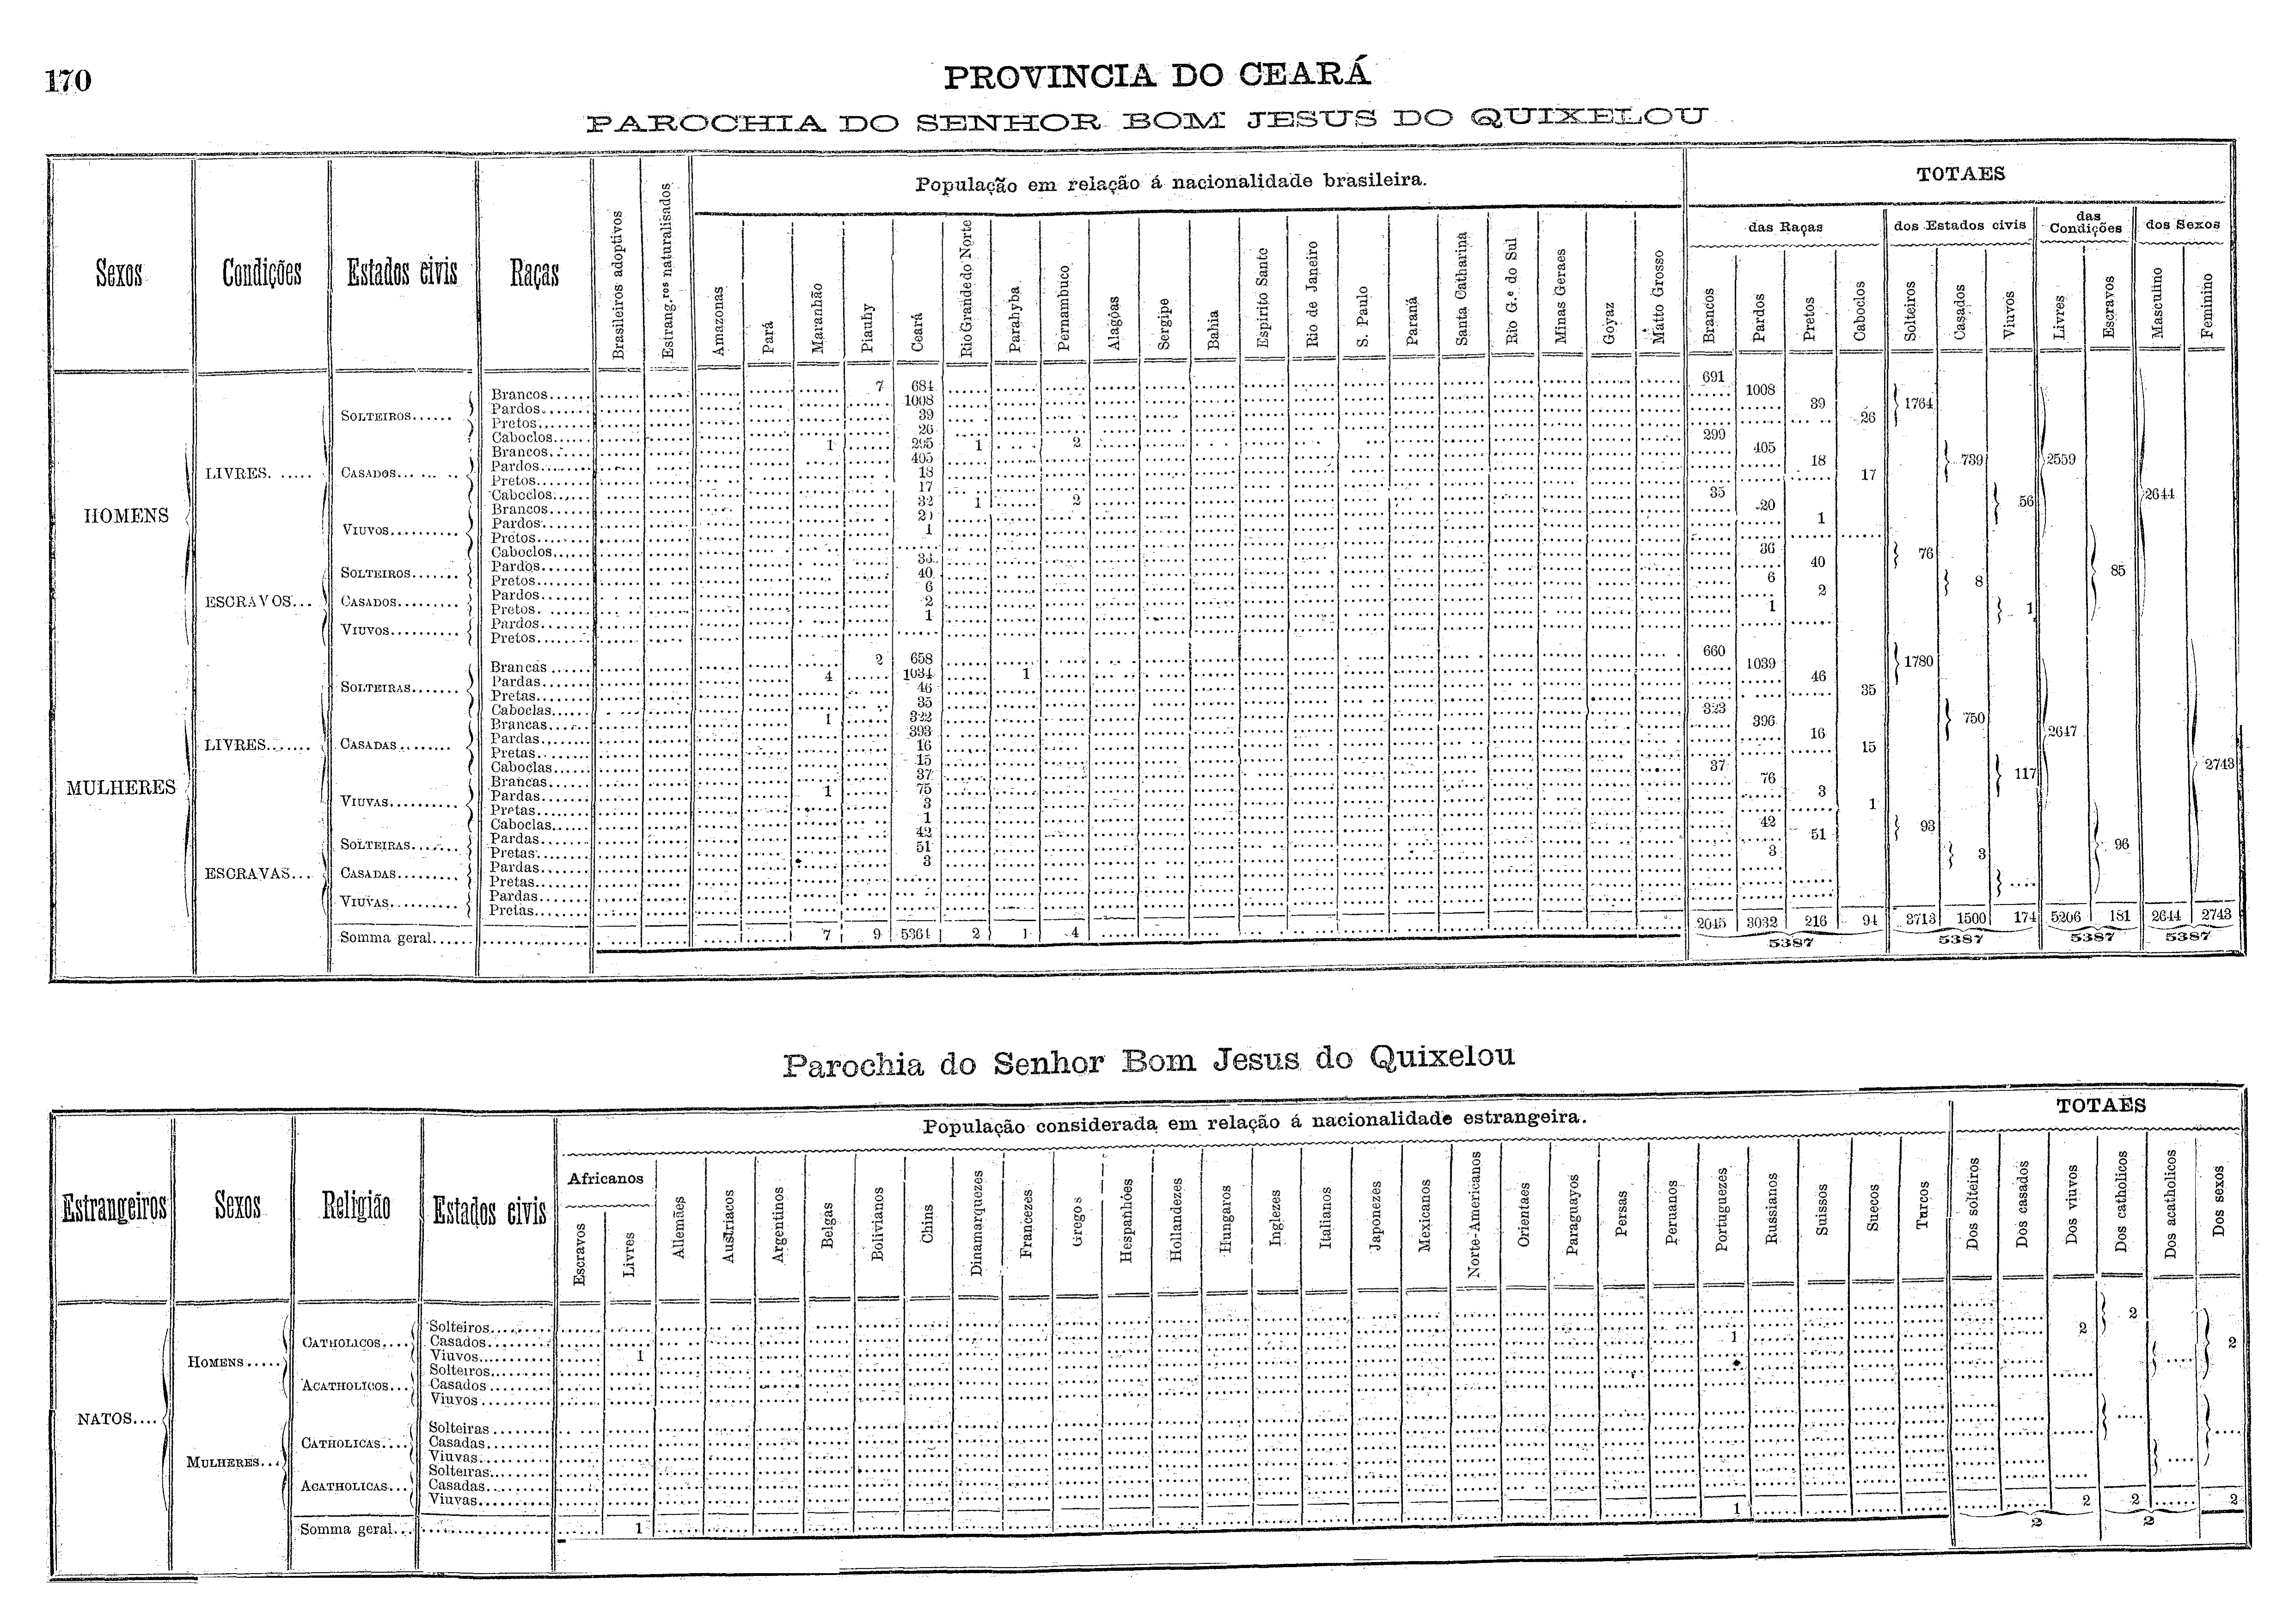 170
PROVINCIA DO CEARÁ
PAROCHIA DO SENHOR BOM JESUS DO QUIXELOU
Sexos Condições Estados civis Raças Brasileiros adoptivos Estrang.ros naturalisados População em relação á nacionalidade brasileira. TOTAES
das Raças dos Estados civis das Condições dos Sexos
Amazonas Pará Maranhão Piauhy Ceará Rio Grande do Norte Parahyba Pernambuco Alagôas Sergipe Bahia Espirito Santo Rio de Janeiro S. Paulo Paraná Santa Catharina Rio G.e do Sul Minas Geraes Goyaz Matto Grosso Brancos Pardos Pretos Caboclos Solteiros Casados Viuvos Livres Escravos Masculino Feminino
HOMENS LIVRES SOLTEIROS Brancos 7 684 691 1764 2559 2644
Pardos 1008 1008
Pretos 39 39
Caboclos 26 26
CASADOS Brancos 1 295 1 2 299 739
Pardos 405 405
Pretos 18 18
Caboclos 17 17
VIUVOS Brancos 32 1 2 35 56
Pardos 20 20
Pretos 1 1
Caboclos
ESCRAVOS SOLTEIROS Pardos 36 36 76 85
Pretos 40 40
CASADOS Pardos 6 6 8
Pretos 2 2
VIUVOS Pardos 1 1 1
Pretos
MULHERES LIVRES SOLTEIRAS Brancas 2 658 660 1780 2647 2743
Pardas 4 1034 1 1039
Pretas 46 46
Caboclas 35 35
CASADAS Brancas 1 322 323 750
Pardas 393 396
Pretas 16 16
Caboclas 15 15
VIUVAS Brancas 37 37 117
Pardas 1 75 76
Pretas 3 3
Caboclas 1 1
ESCRAVAS SOLTEIRAS Pardas 42 42 93 96
Pretas 51 51
CASADAS Pardas 3 3 3
Pretas
VIUVAS Pardas
Pretas
Somma geral 7 9 5364 2 1 4 2045 3032 216 94 3713 1500 174 5206 181 2644 2743
5387 5387 5387 5387
Parochia do Senhor Bom Jesus do Quixelou
Estrangeiros Sexos Religião Estados civis População considerada em relação á nacionalidade estrangeira. TOTAES
Africanos
Escravos Livres Allemães Austriacos Argentinos Belgas Bolivianos Chins Dinamarquezes Francezes Gregos Hespanhóes Hollandezes Hungaros Inglezes Italianos Japonezes Mexicanos Norte-Americanos Orientaes Paraguayos Persas Peruanos Portuguezes Russianos Suissos Suecos Turcos Dos solteiros Dos casados Dos viuvos Dos catholicos Dos acatholicos Dos sexos
NATOS HOMENS CATHOLICOS Solteiros 2 2
Casados
Viuvos 1 1 2
ACATHOLICOS Solteiros
Casados
Viuvos
MULHERES CATHOLICAS Solteiras
Casadas
Viuvas
ACATHOLICAS Solteiras
Casadas
Viuvas
Somma geral 1 1 2 2 2
2 2